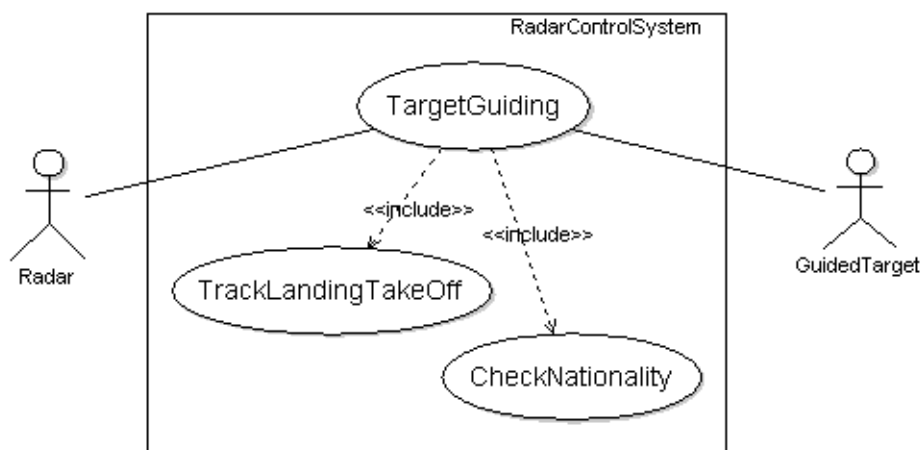 RadarControlSystem
TargetGuiding
<<include>>
<<include>>
Radar
GuidedTarget
TrackLandingTakeOff
CheckNationality